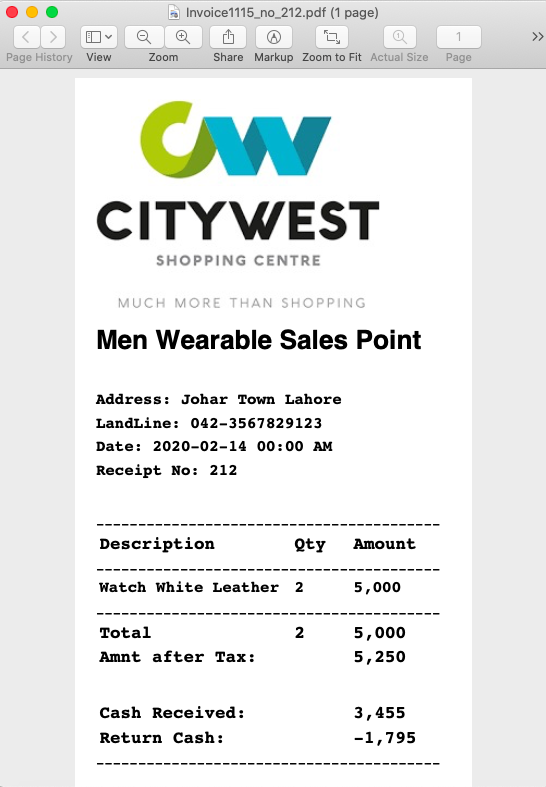 Invoice1115_no_212.pdf (1 page)
1
Page History View Zoom Share Markup Zoom to Fit Actual Size Page
CW
CITYWEST
SHOPPING CENTRE
MUCH MORE THAN SHOPPING
Men Wearable Sales Point
Address: Johar Town Lahore
LandLine: 042-3567829123
Date: 2020-02-14 00:00 AM
Receipt No: 212
Description Qty Amount
Watch White Leather 2 5,000
Total 2 5,000
Amnt after Tax: 5,250
Cash Received: 3,455
Return Cash: -1,795